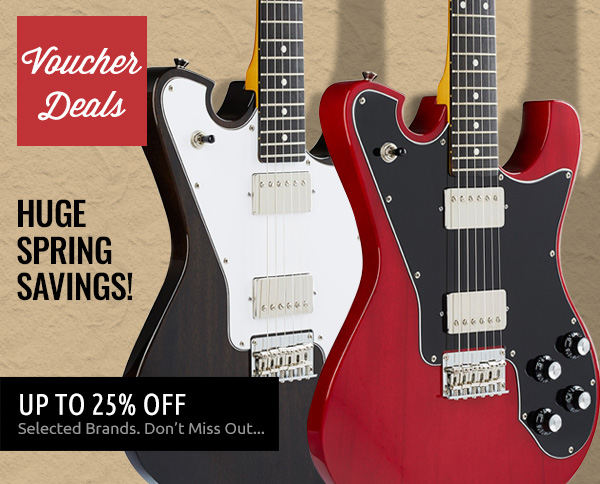 Voucher
Deals
HUGE
SPRING
SAVINGS!
UP TO 25% OFF
Selected Brands. Don't Miss Out...